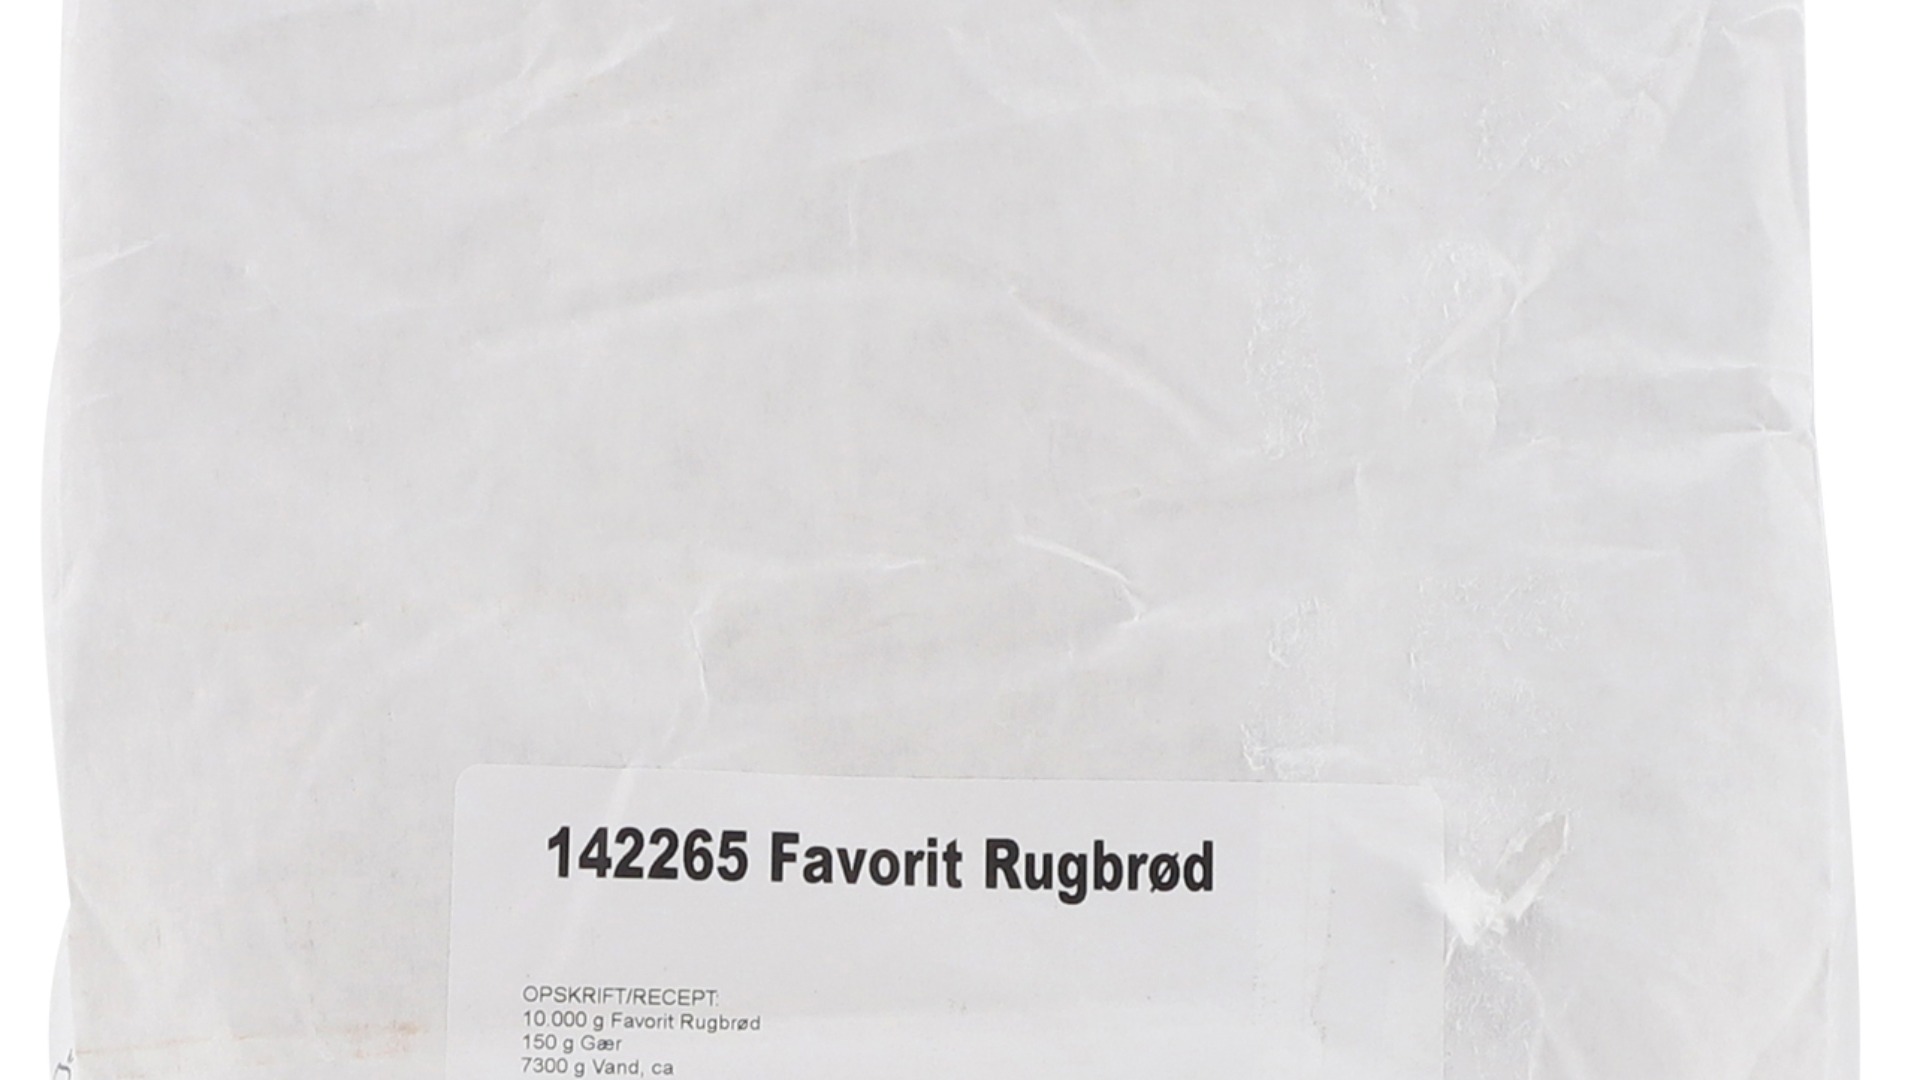 142265 Favorit Rugbrød
OPSKRIFT/RECEPT:
10.000 g Favorit Rugbrød
150 g Gær
7300 g Vand, ca